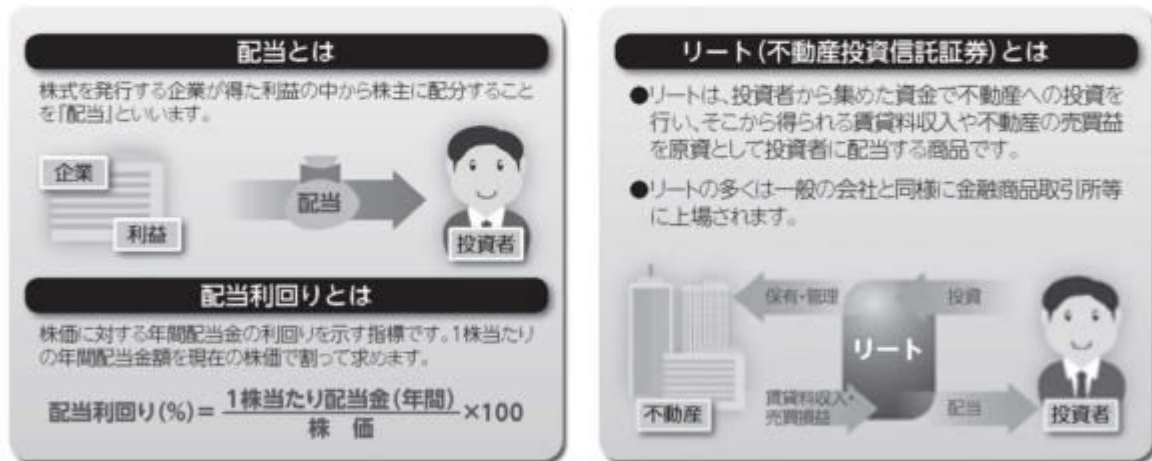 配当とは
株式を発行する企業が得た利益の中から株主に配分すること
を『配当』といいます。
企業
利益
配当
投資者
配当利回りとは
株価に対する年間配当金の利回りを示す指標です。1株当たり
の年間配当金額を現在の株価で割って求めます。
配当利回り(%)=1株当たり配当金(年間)
株 価
×100
リート(不動産投資信託証券)とは
●リートは、投資者から集めた資金で不動産への投資を
行い、そこから得られる賃貸料収入や不動産の売買益
を原資として投資者に配当する商品です。
●リートの多くは一般の会社と同様に金融商品取引所等
に上場されます。
保有・管理
投資
リート
不動産
賃貸料収入・
売買損益
配当
投資者